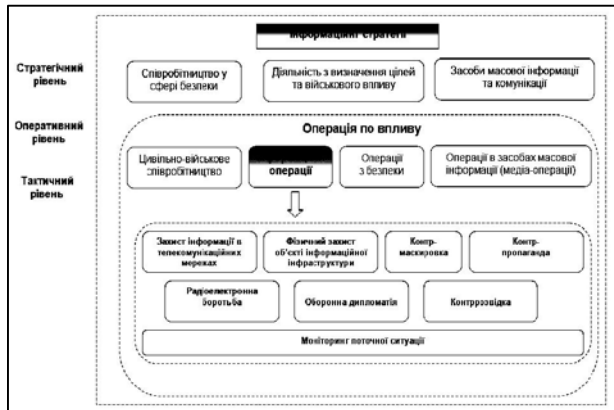 Інформаційні стратегії
Стратегічний
рівень
Співробітництво у
сфері безпеки
Діяльність з визначення цілей
та військового впливу
Засоби масової інформації
та комунікації
Оперативний
рівень
Операція по впливу
Тактичний
рівень
Цивільно-військове
співробітництво
операції
Операції
з безпеки
Операції в засобах масової
інформації (медіа-операції)
Захист інформації в
телекомунікаційних
мережах
Фізичний захист
об'єкті інформаційної
інфраструктури
Контр-
маскировка
Контр-
пропаганда
Радіоелектронна
боротьба
Оборонна дипломатія
Контррозвідка
Моніторинг поточної ситуації